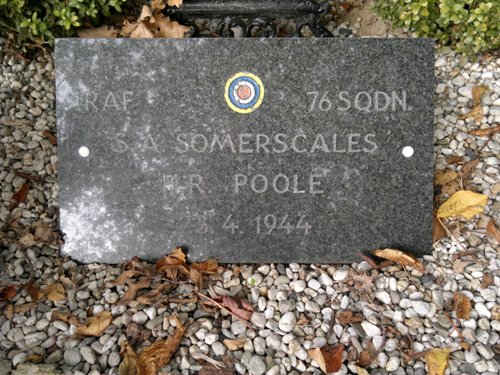 RAF 76 SQDN
S.A. SOMERSCALES
H.R. POOLE
.4.1944